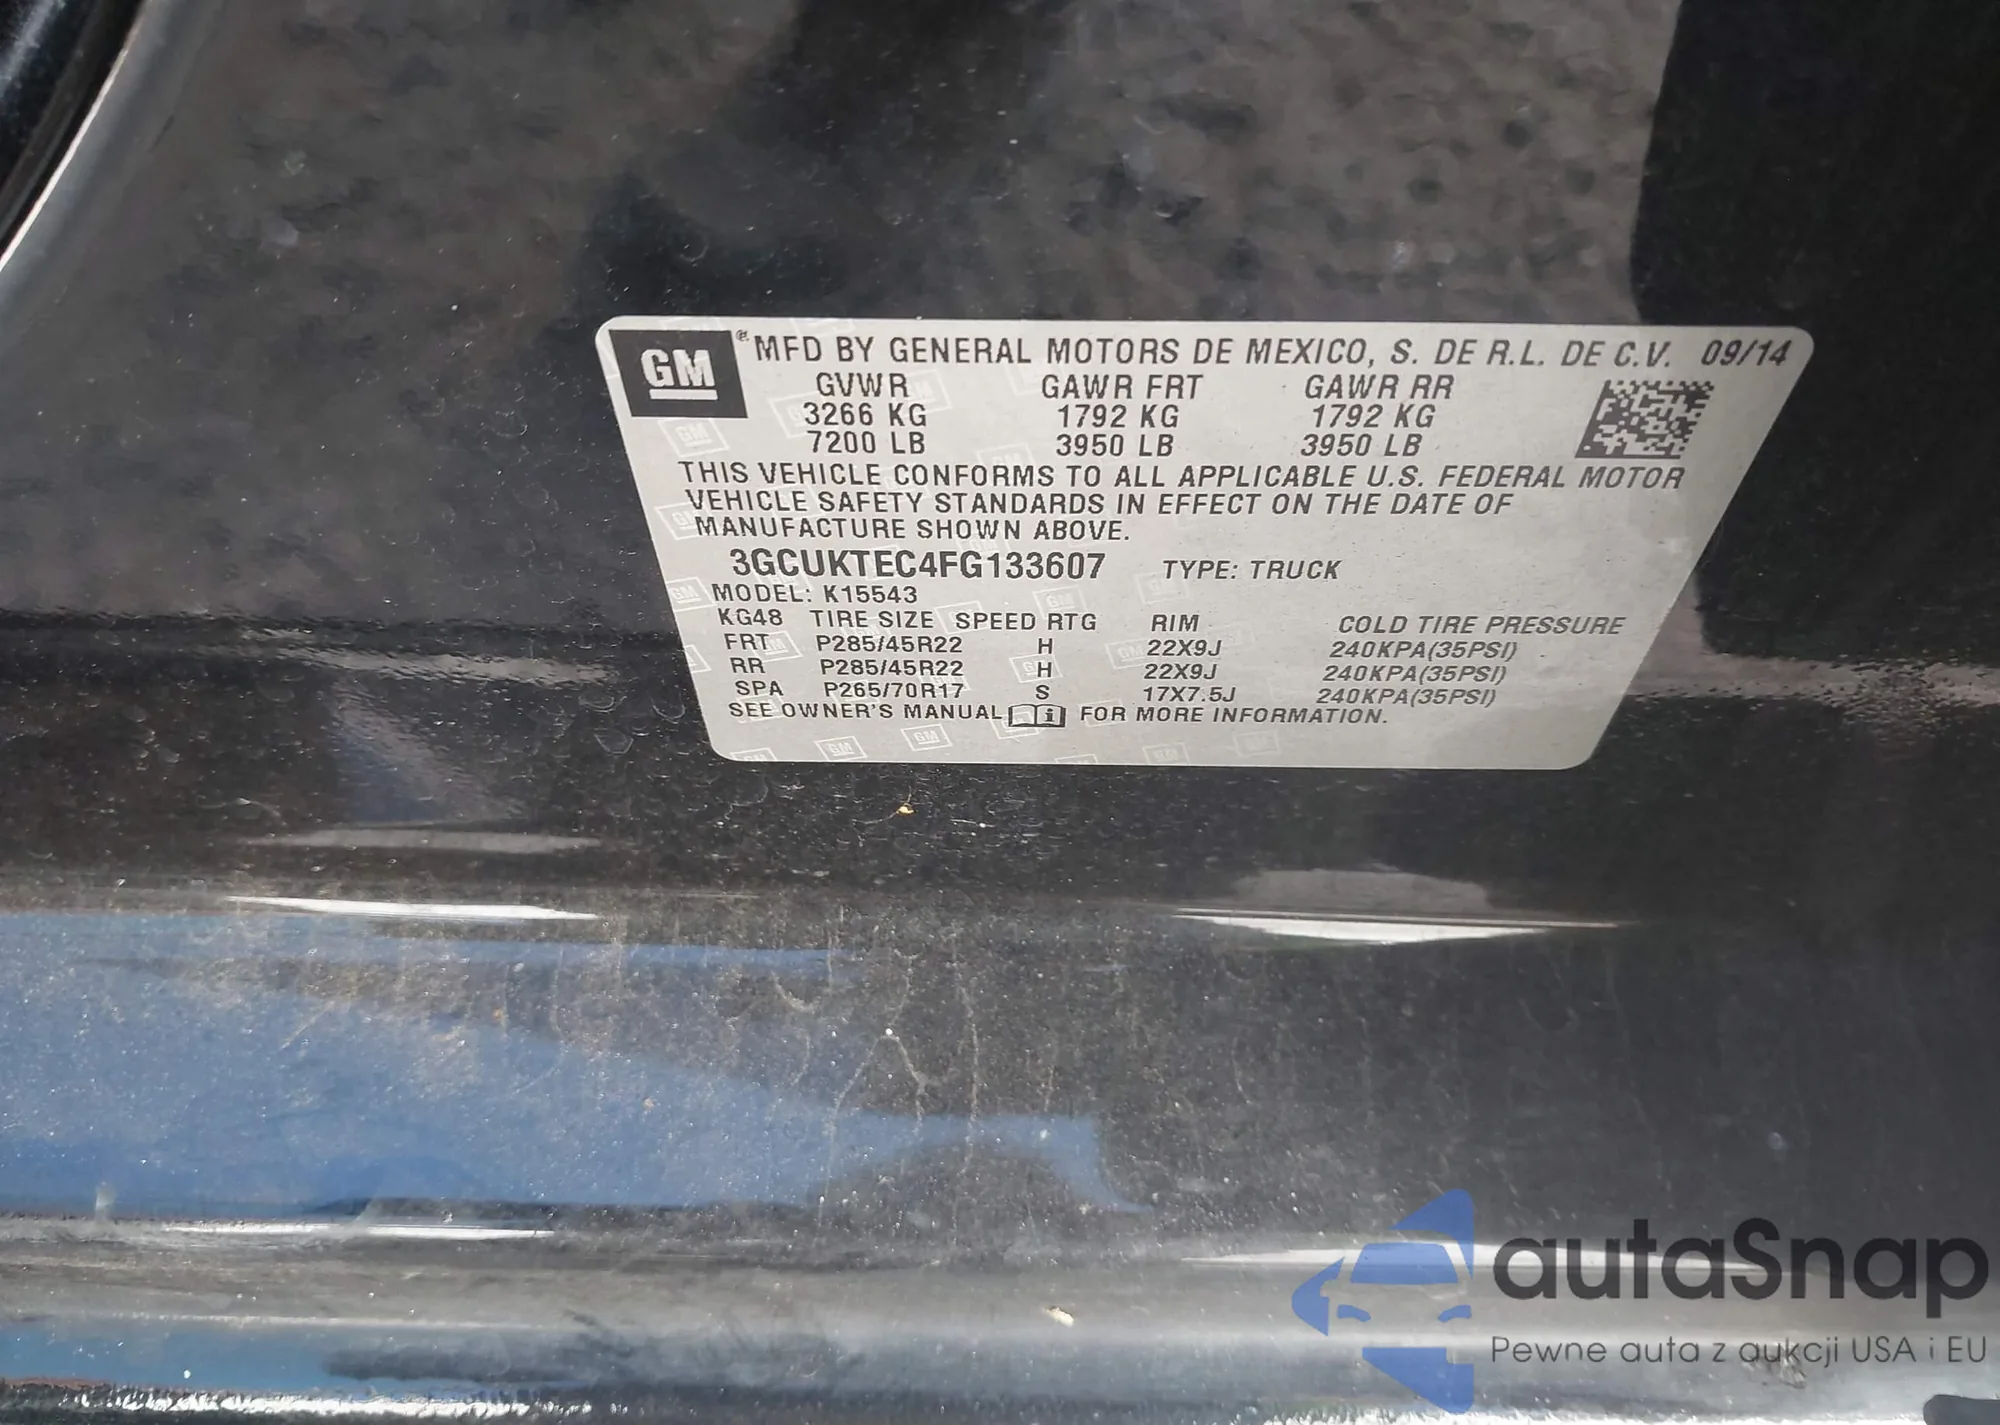 GM
® MFD BY GENERAL MOTORS DE MEXICO, S. DE R.L. DE C.V. 09/14
GVWR GAWR FRT GAWR RR
3266 KG 1792 KG 1792 KG
7200 LB 3950 LB 3950 LB
THIS VEHICLE CONFORMS TO ALL APPLICABLE U.S. FEDERAL MOTOR
VEHICLE SAFETY STANDARDS IN EFFECT ON THE DATE OF
MANUFACTURE SHOWN ABOVE.
3GCUKTEC4FG133607 TYPE: TRUCK
MODEL: K15543
KG48 TIRE SIZE SPEED RTG RIM COLD TIRE PRESSURE
FRT P285/45R22 H 22X9J 240KPA(35PSI)
RR P285/45R22 H 22X9J 240KPA(35PSI)
SPA P265/70R17 S 17X7.5J 240KPA(35PSI)
SEE OWNER'S MANUAL i FOR MORE INFORMATION.
autaSnap
Pewne auta z aukcji USA i EU